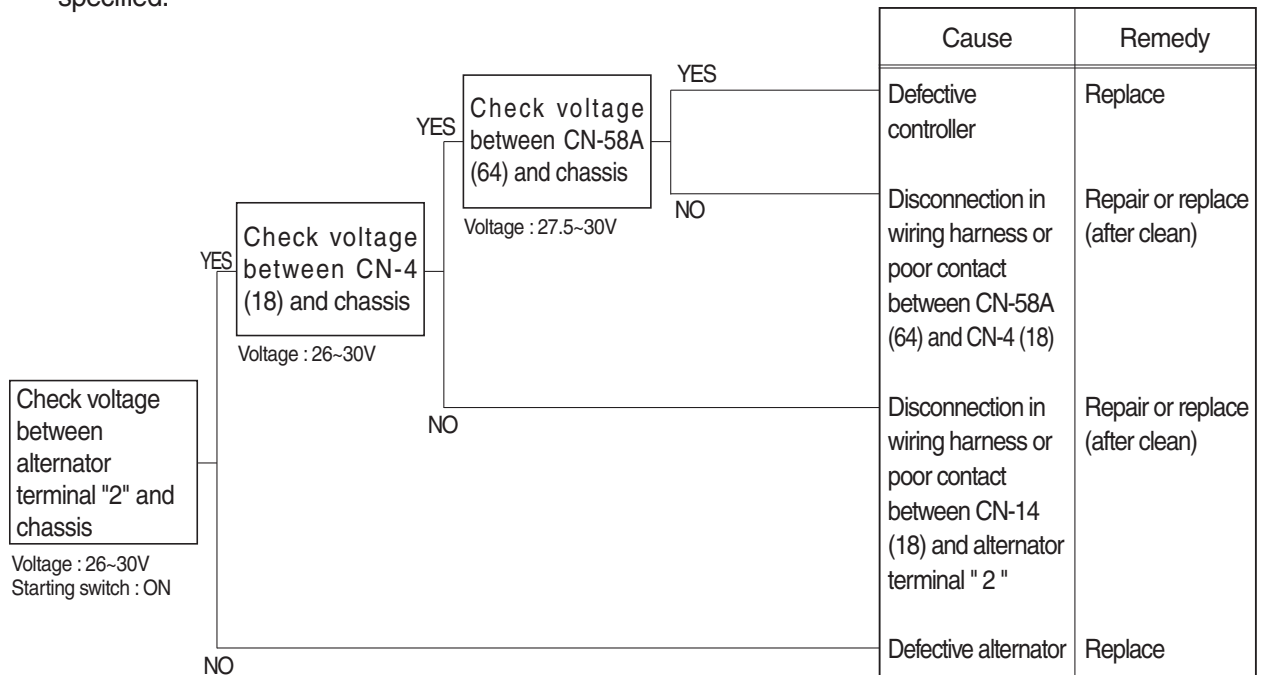 specified.
Cause
Remedy
YES
Check voltage
between CN-58A
(64) and chassis
Voltage : 27.5~30V
YES
NO
Defective
controller
Replace
Disconnection in
wiring harness or
poor contact
between CN-58A
(64) and CN-4 (18)
Repair or replace
(after clean)
YES
Check voltage
between CN-4
(18) and chassis
Voltage : 26~30V
NO
Disconnection in
wiring harness or
poor contact
between CN-14
(18) and alternator
terminal " 2 "
Repair or replace
(after clean)
Check voltage
between
alternator
terminal "2" and
chassis
Voltage : 26~30V
Starting switch : ON
NO
Defective alternator
Replace